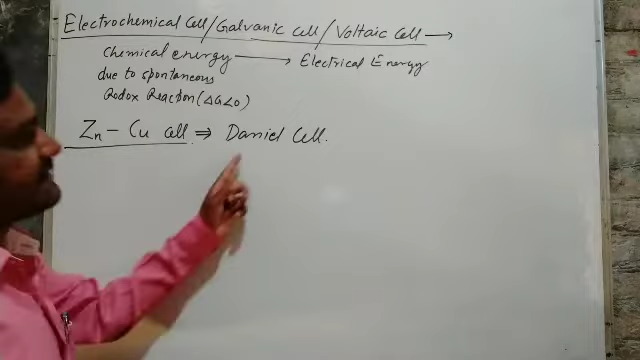 Electrochemical Cell/Galvanic cell/Voltaic Cell →
Chemical energy → Electrical Energy
due to spontaneous
Redox Reaction (ΔG<0)
Zn - Cu Cell ⇒ Daniel Cell.